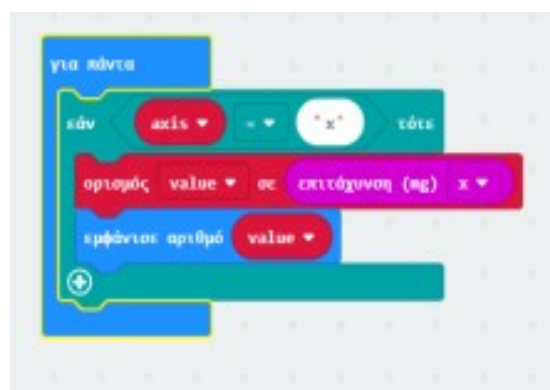 για πάντα
εάν axis = "x" τότε
ορισμός value σε επιτάχυνση (mg) x
εμφάνισε αριθμό value